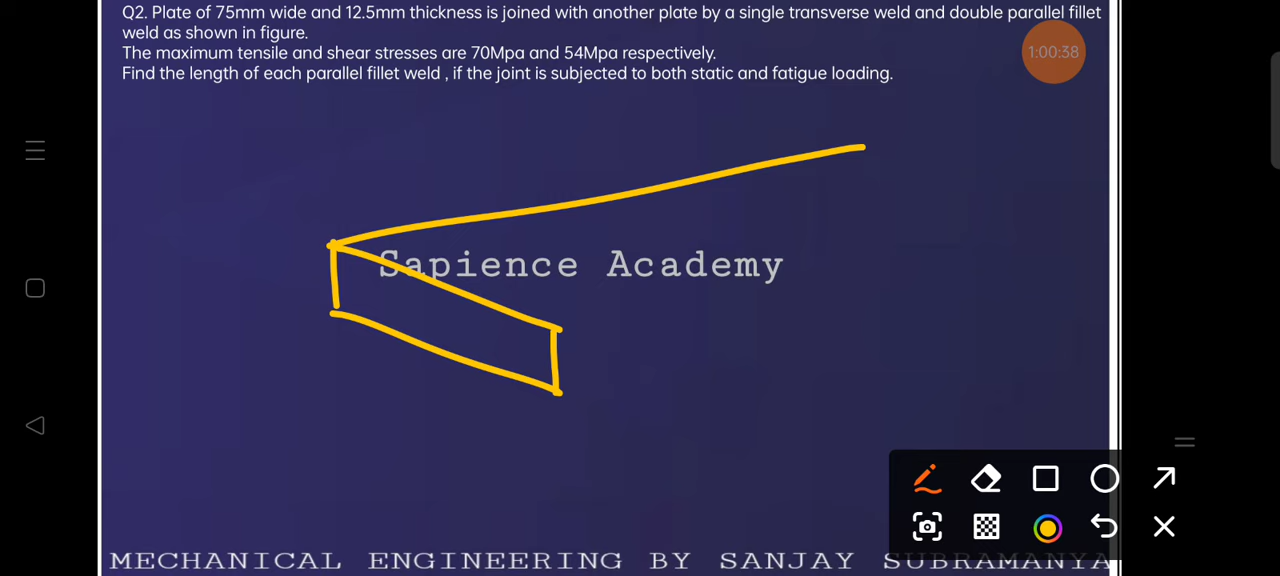 Q2. Plate of 75mm wide and 12.5mm thickness is joined with another plate by a single transverse weld and double parallel fillet
weld as shown in figure.
The maximum tensile and shear stresses are 70Mpa and 54Mpa respectively.
1:00:38
Find the length of each parallel fillet weld , if the joint is subjected to both static and fatigue loading.
Sapience Academy
MECHANICAL ENGINEERING BY SANJAY SUBRAMANYA